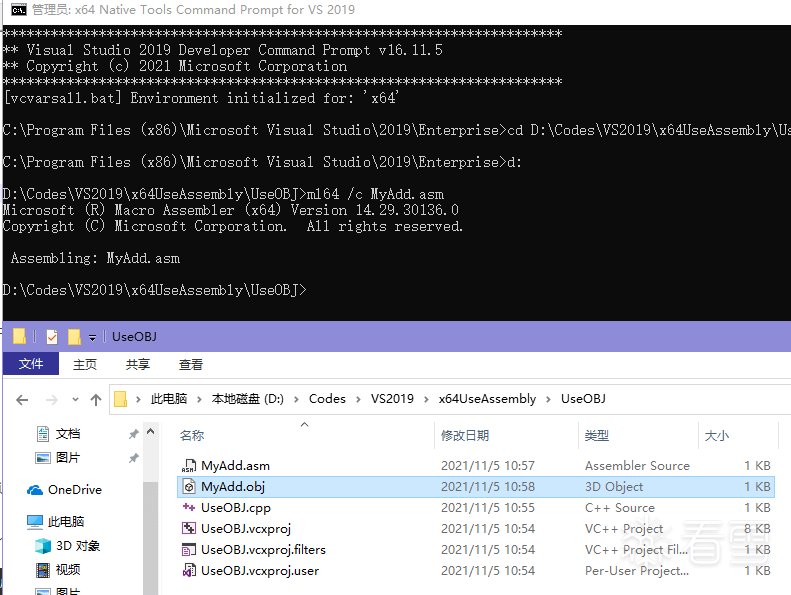 管理员: x64 Native Tools Command Prompt for VS 2019
**********************************************************************
** Visual Studio 2019 Developer Command Prompt v16.11.5
** Copyright (c) 2021 Microsoft Corporation
**********************************************************************
[vcvarsall.bat] Environment initialized for: 'x64'
C:\Program Files (x86)\Microsoft Visual Studio\2019\Enterprise>cd D:\Codes\VS2019\x64UseAssembly\Us
C:\Program Files (x86)\Microsoft Visual Studio\2019\Enterprise>d:
D:\Codes\VS2019\x64UseAssembly\UseOBJ>ml64 /c MyAdd.asm
Microsoft (R) Macro Assembler (x64) Version 14.29.30136.0
Copyright (C) Microsoft Corporation.  All rights reserved.
Assembling: MyAdd.asm
D:\Codes\VS2019\x64UseAssembly\UseOBJ>
UseOBJ
文件 主页 共享 查看
此电脑 > 本地磁盘 (D:) > Codes > VS2019 > x64UseAssembly > UseOBJ
名称 修改日期 类型 大小
文档
图片
OneDrive
此电脑
3D 对象
视频
图片
MyAdd.asm 2021/11/5 10:57 Assembler Source 1 KB
MyAdd.obj 2021/11/5 10:58 3D Object 1 KB
UseOBJ.cpp 2021/11/5 10:55 C++ Source 1 KB
UseOBJ.vcxproj 2021/11/5 10:54 VC++ Project 8 KB
UseOBJ.vcxproj.filters 2021/11/5 10:54 VC++ Project Fil... 1 KB
UseOBJ.vcxproj.user 2021/11/5 10:54 Per-User Project... 1 KB
看雪